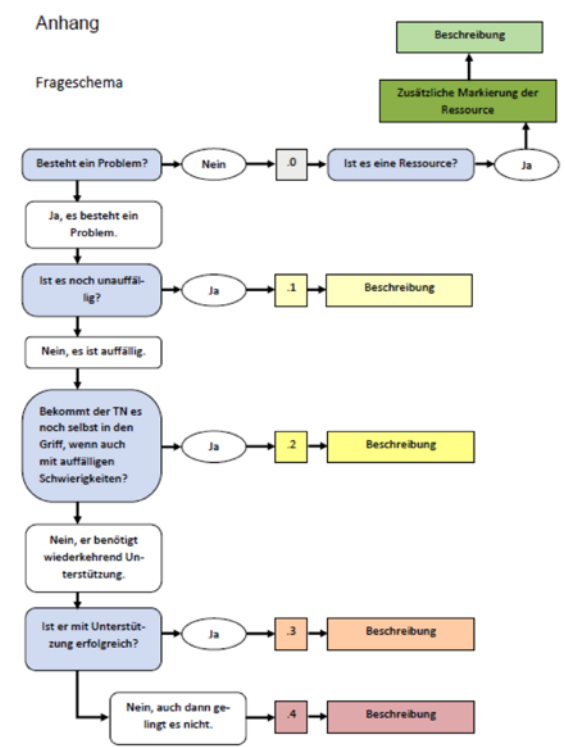 Anhang
Beschreibung
Frageschema
Zusätzliche Markierung der
Ressource
Besteht ein Problem?
Nein
.0
Ist es eine Ressource?
Ja
Ja, es besteht ein
Problem.
Ist es noch unauffäl-
lig?
Ja
.1
Beschreibung
Nein, es ist auffällig.
Bekommt der TN es
noch selbst in den
Griff, wenn auch
mit auffälligen
Schwierigkeiten?
Ja
.2
Beschreibung
Nein, er benötigt
wiederkehrend Un-
terstützung.
Ist er mit Unterstüt-
zung erfolgreich?
Ja
.3
Beschreibung
Nein, auch dann ge-
lingt es nicht.
.4
Beschreibung